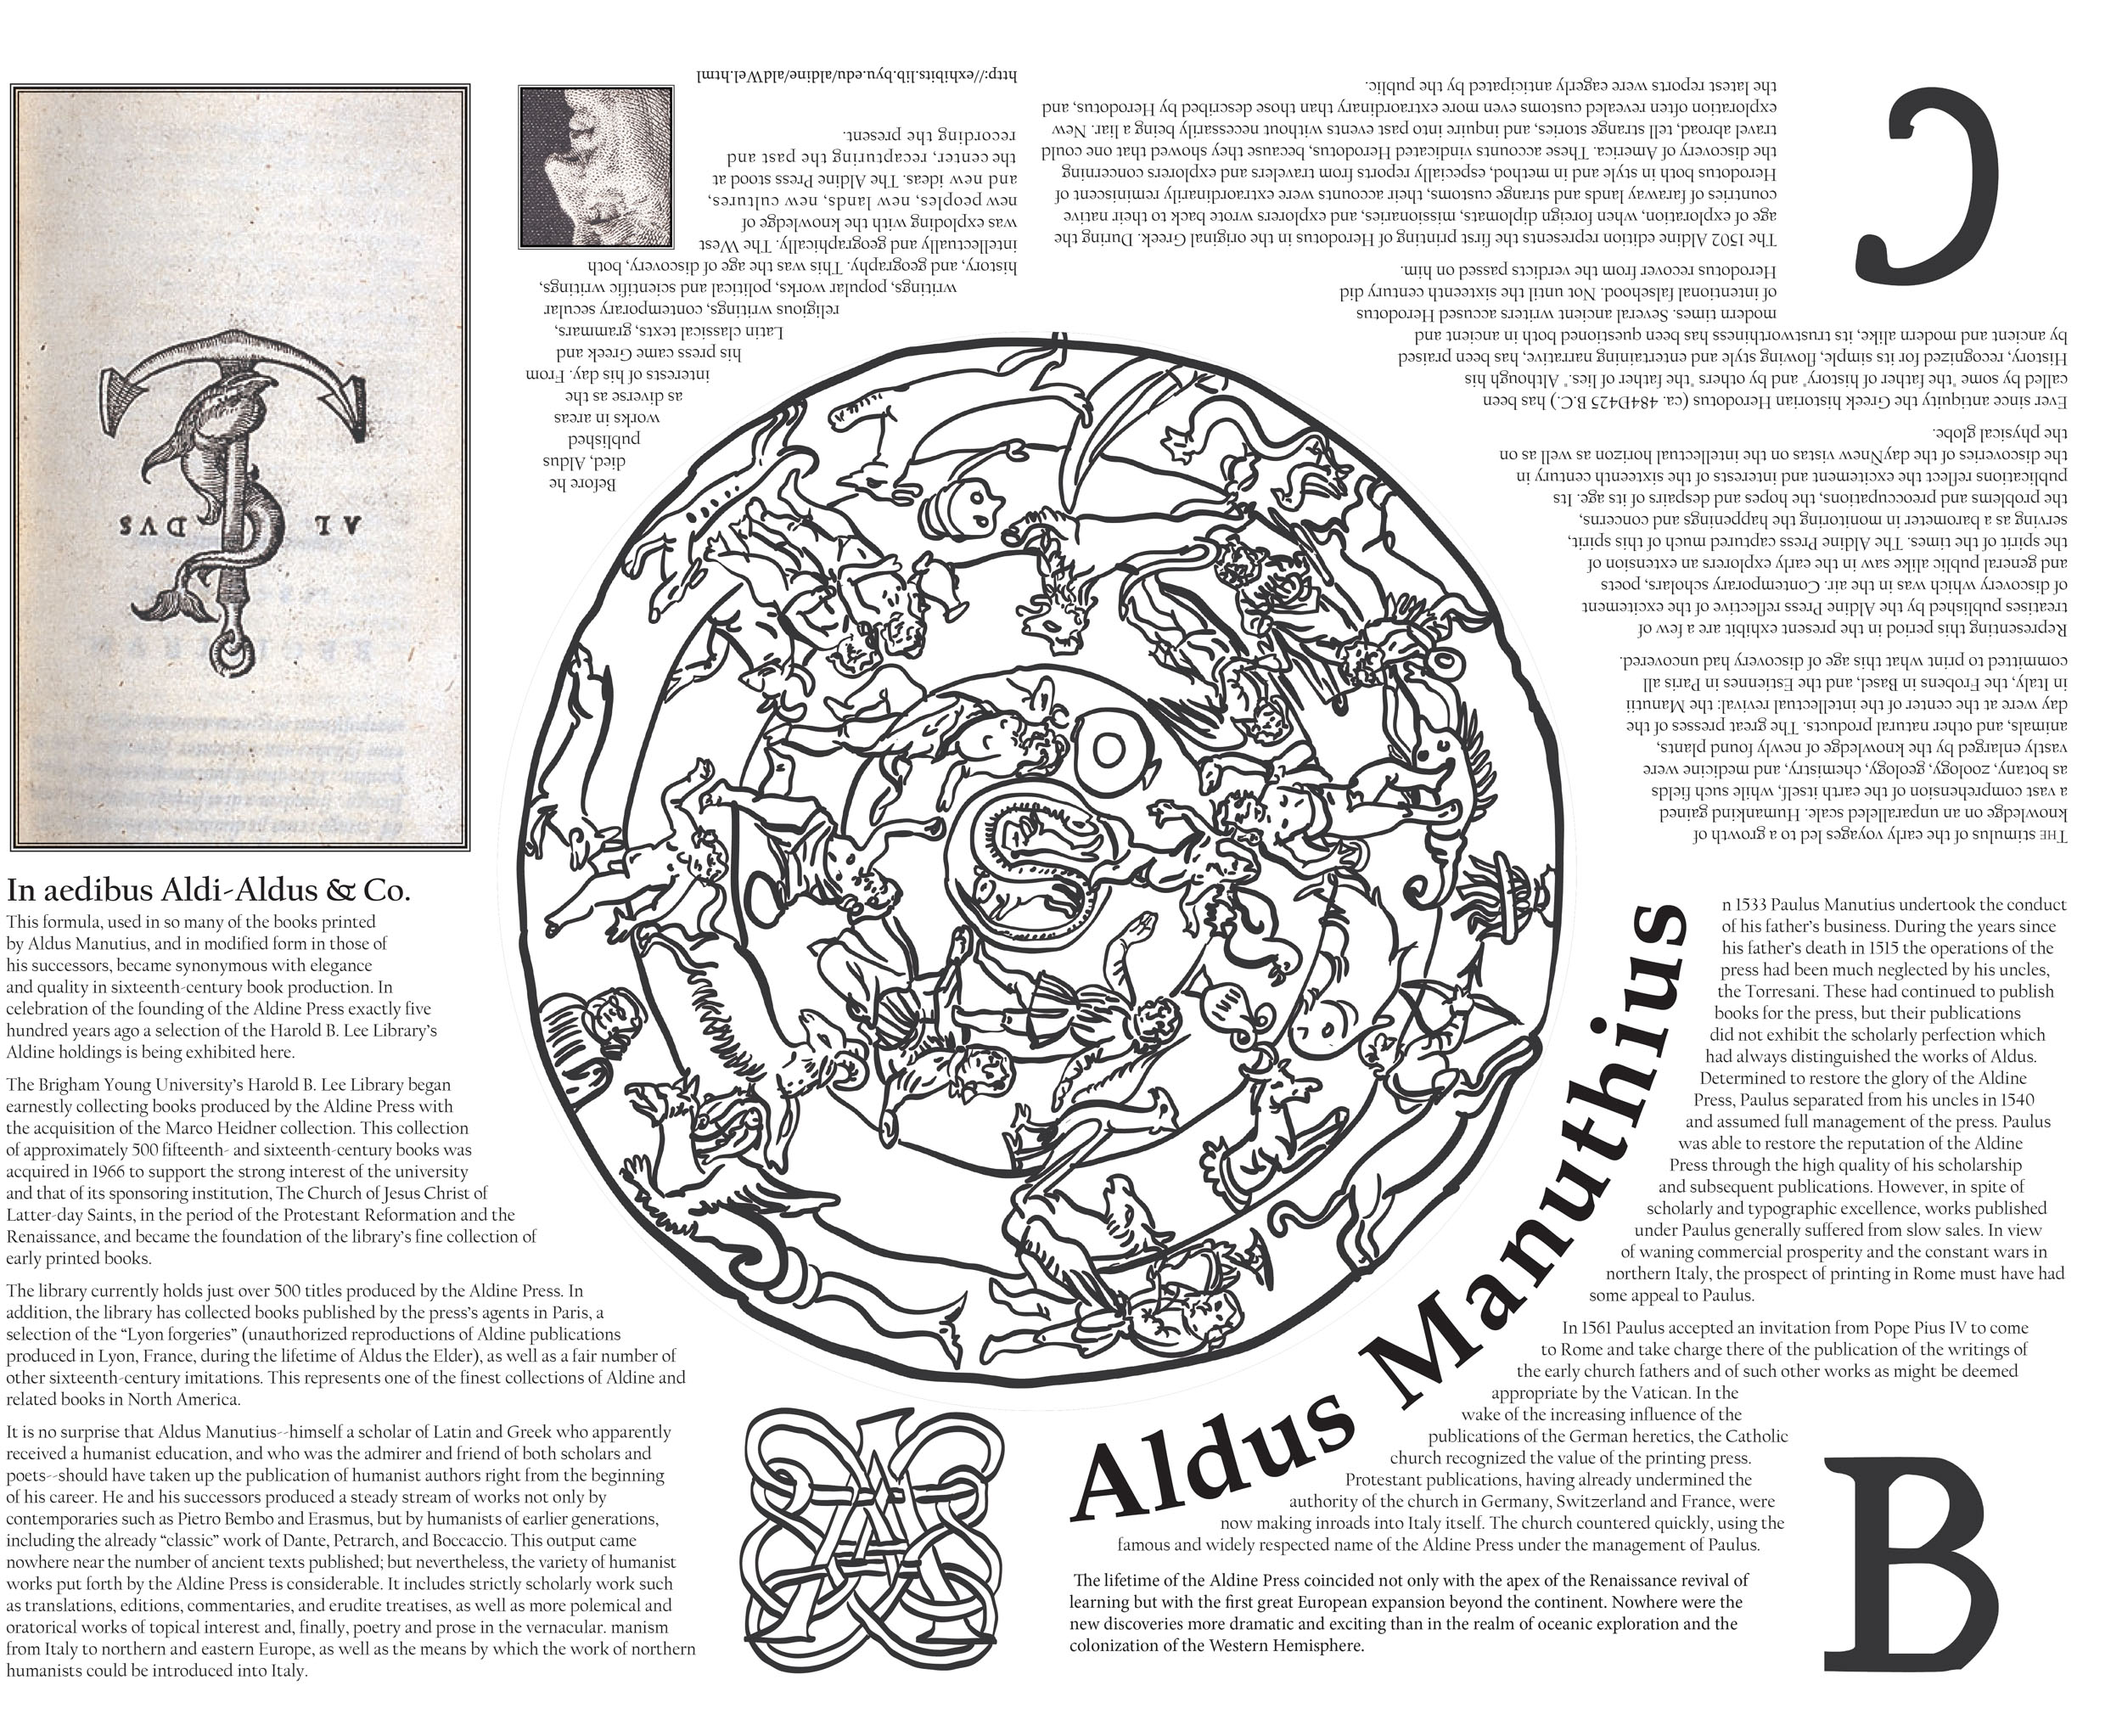 In aedibus Aldi-Aldus & Co.
This formula, used in so many of the books printed
by Aldus Manutius, and in modified form in those of
his successors, became synonymous with elegance
and quality in sixteenth-century book production. In
celebration of the founding of the Aldine Press exactly five
hundred years ago a selection of the Harold B. Lee Library's
Aldine holdings is being exhibited here.
The Brigham Young University's Harold B. Lee Library began
earnestly collecting books produced by the Aldine Press with
the acquisition of the Marco Heidner collection. This collection
of approximately 500 fifteenth- and sixteenth-century books was
acquired in 1966 to support the strong interest of the university
and that of its sponsoring institution, The Church of Jesus Christ of
Latter-day Saints, in the period of the Protestant Reformation and the
Renaissance, and became the foundation of the library's fine collection of
early printed books.
The library currently holds just over 500 titles produced by the Aldine Press. In
addition, the library has collected books published by the press's agents in Paris, a
selection of the “Lyon forgeries” (unauthorized reproductions of Aldine publications
produced in Lyon, France, during the lifetime of Aldus the Elder), as well as a fair number of
other sixteenth-century imitations. This represents one of the finest collections of Aldine and
related books in North America.
It is no surprise that Aldus Manutius--himself a scholar of Latin and Greek who apparently
received a humanist education, and who was the admirer and friend of both scholars and
poets--should have taken up the publication of humanist authors right from the beginning
of his career. He and his successors produced a steady stream of works not only by
contemporaries such as Pietro Bembo and Erasmus, but by humanists of earlier generations,
including the already “classic” work of Dante, Petrarch, and Boccaccio. This output came
nowhere near the number of ancient texts published; but nevertheless, the variety of humanist
works put forth by the Aldine Press is considerable. It includes strictly scholarly work such
as translations, editions, commentaries, and erudite treatises, as well as more polemical and
oratorical works of topical interest and, finally, poetry and prose in the vernacular. manism
from Italy to northern and eastern Europe, as well as the means by which the work of northern
humanists could be introduced into Italy.
Aldus Manuthius
n 1533 Paulus Manutius undertook the conduct
of his father's business. During the years since
his father's death in 1515 the operations of the
press had been much neglected by his uncles,
the Torresani. These had continued to publish
books for the press, but their publications
did not exhibit the scholarly perfection which
had always distinguished the works of Aldus.
Determined to restore the glory of the Aldine
Press, Paulus separated from his uncles in 1540
and assumed full management of the press. Paulus
was able to restore the reputation of the Aldine
Press through the high quality of his scholarship
and subsequent publications. However, in spite of
scholarly and typographic excellence, works published
under Paulus generally suffered from slow sales. In view
of waning commercial prosperity and the constant wars in
northern Italy, the prospect of printing in Rome must have had
some appeal to Paulus.
In 1561 Paulus accepted an invitation from Pope Pius IV to come
to Rome and take charge there of the publication of the writings of
the early church fathers and of such other works as might be deemed
appropriate by the Vatican. In the
wake of the increasing influence of the
publications of the German heretics, the Catholic
church recognized the value of the printing press.
Protestant publications, having already undermined the
authority of the church in Germany, Switzerland and France, were
now making inroads into Italy itself. The church countered quickly, using the
famous and widely respected name of the Aldine Press under the management of Paulus.
The lifetime of the Aldine Press coincided not only with the apex of the Renaissance revival of
learning but with the first great European expansion beyond the continent. Nowhere were the
new discoveries more dramatic and exciting than in the realm of oceanic exploration and the
colonization of the Western Hemisphere.
B
C
THE stimulus of the early voyages led to a growth of
knowledge on an unparalleled scale. Humankind gained
a vast comprehension of the earth itself, while such fields
as botany, zoology, geology, chemistry, and medicine were
vastly enlarged by the knowledge of newly found plants,
animals, and other natural products. The great presses of the
day were at the center of the intellectual revival: the Manutii
in Italy, the Frobens in Basel, and the Estiennes in Paris all
committed to print what this age of discovery had uncovered.
Representing this period in the present exhibit are a few of
treatises published by the Aldine Press reflective of the excitement
of discovery which was in the air. Contemporary scholars, poets
and general public alike saw in the early explorers an extension of
the spirit of the times. The Aldine Press captured much of this spirit,
serving as a barometer in monitoring the happenings and concerns,
the problems and preoccupations, the hopes and despairs of its age. Its
publications reflect the excitement and interests of the sixteenth century in
the discoveries of the dayNnew vistas on the intellectual horizon as well as on
the physical globe.
Ever since antiquity the Greek historian Herodotus (ca. 484D425 B.C.) has been
called by some "the father of history" and by others "the father of lies." Although his
History, recognized for its simple, flowing style and entertaining narrative, has been praised
by ancient and modern alike, its trustworthiness has been questioned both in ancient and
modern times. Several ancient writers accused Herodotus
of intentional falsehood. Not until the sixteenth century did
Herodotus recover from the verdicts passed on him.
The 1502 Aldine edition represents the first printing of Herodotus in the original Greek. During the
age of exploration, when foreign diplomats, missionaries, and explorers wrote back to their native
countries of faraway lands and strange customs, their accounts were extraordinarily reminiscent of
Herodotus both in style and in method, especially reports from travelers and explorers concerning
the discovery of America. These accounts vindicated Herodotus, because they showed that one could
travel abroad, tell strange stories, and inquire into past events without necessarily being a liar. New
exploration often revealed customs even more extraordinary than those described by Herodotus, and
the latest reports were eagerly anticipated by the public.
Before he
died, Aldus
published
works in areas
as diverse as the
interests of his day. From
his press came Greek and
Latin classical texts, grammars,
religious writings, contemporary secular
writings, popular works, political and scientific writings,
history, and geography. This was the age of discovery, both
intellectually and geographically. The West
was exploding with the knowledge of
new peoples, new lands, new cultures,
and new ideas. The Aldine Press stood at
the center, recapturing the past and
recording the present.
http://exhibits.lib.byu.edu/aldine/aldWel.html
AL DVS